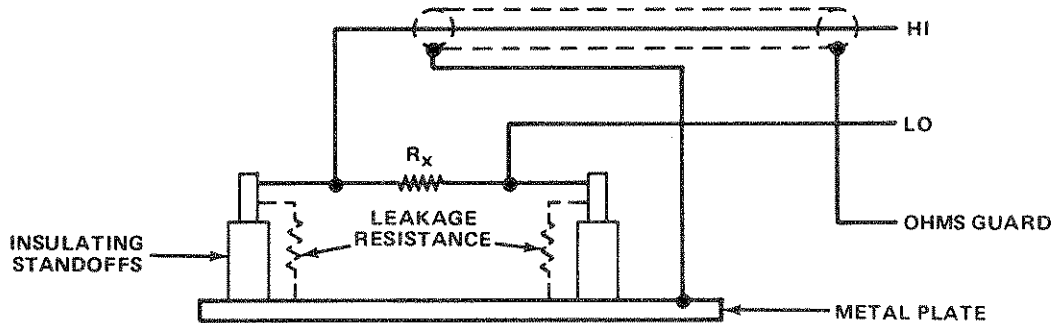 HI
LO
Rx
LEAKAGE
RESISTANCE
INSULATING
STANDOFFS
OHMS GUARD
METAL PLATE